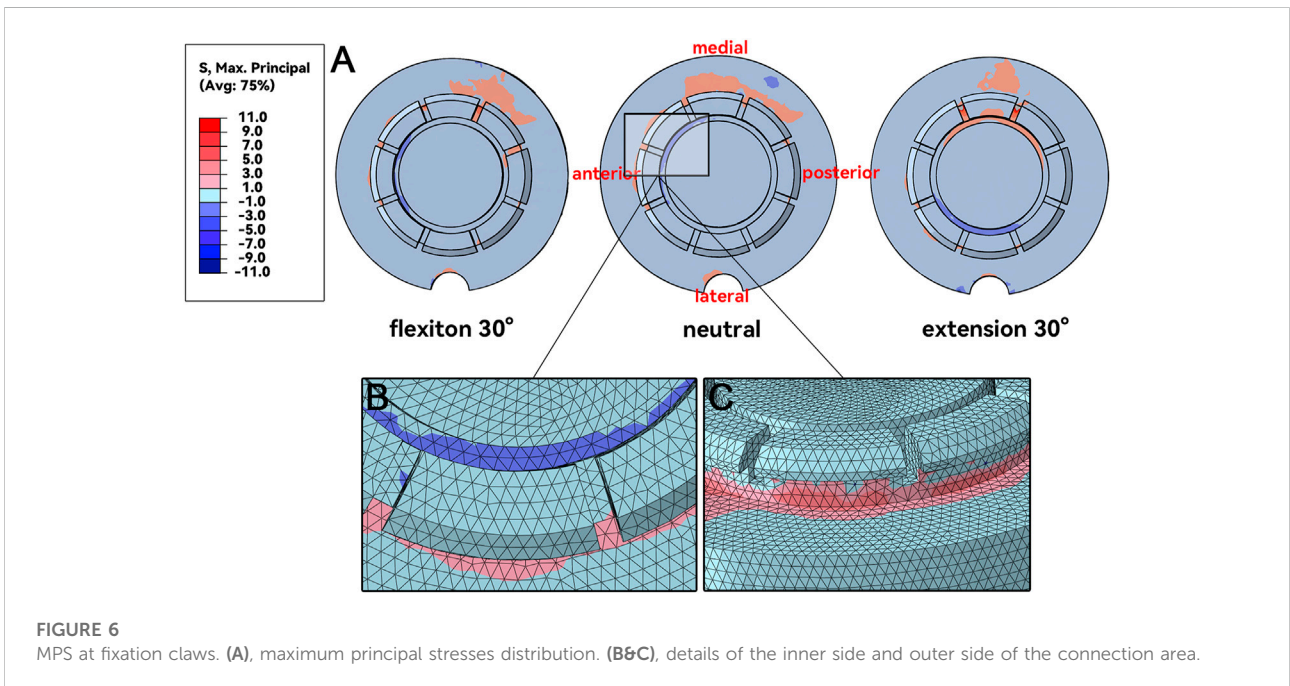 S, Max. Principal
(Avg: 75%)
11.0
9.0
7.0
5.0
3.0
1.0
-1.0
-3.0
-5.0
-7.0
-9.0
-11.0
A
medial
anterior
posterior
lateral
flexiton 30°
neutral
extension 30°
B
C
FIGURE 6
MPS at fixation claws. (A), maximum principal stresses distribution. (B&C), details of the inner side and outer side of the connection area.